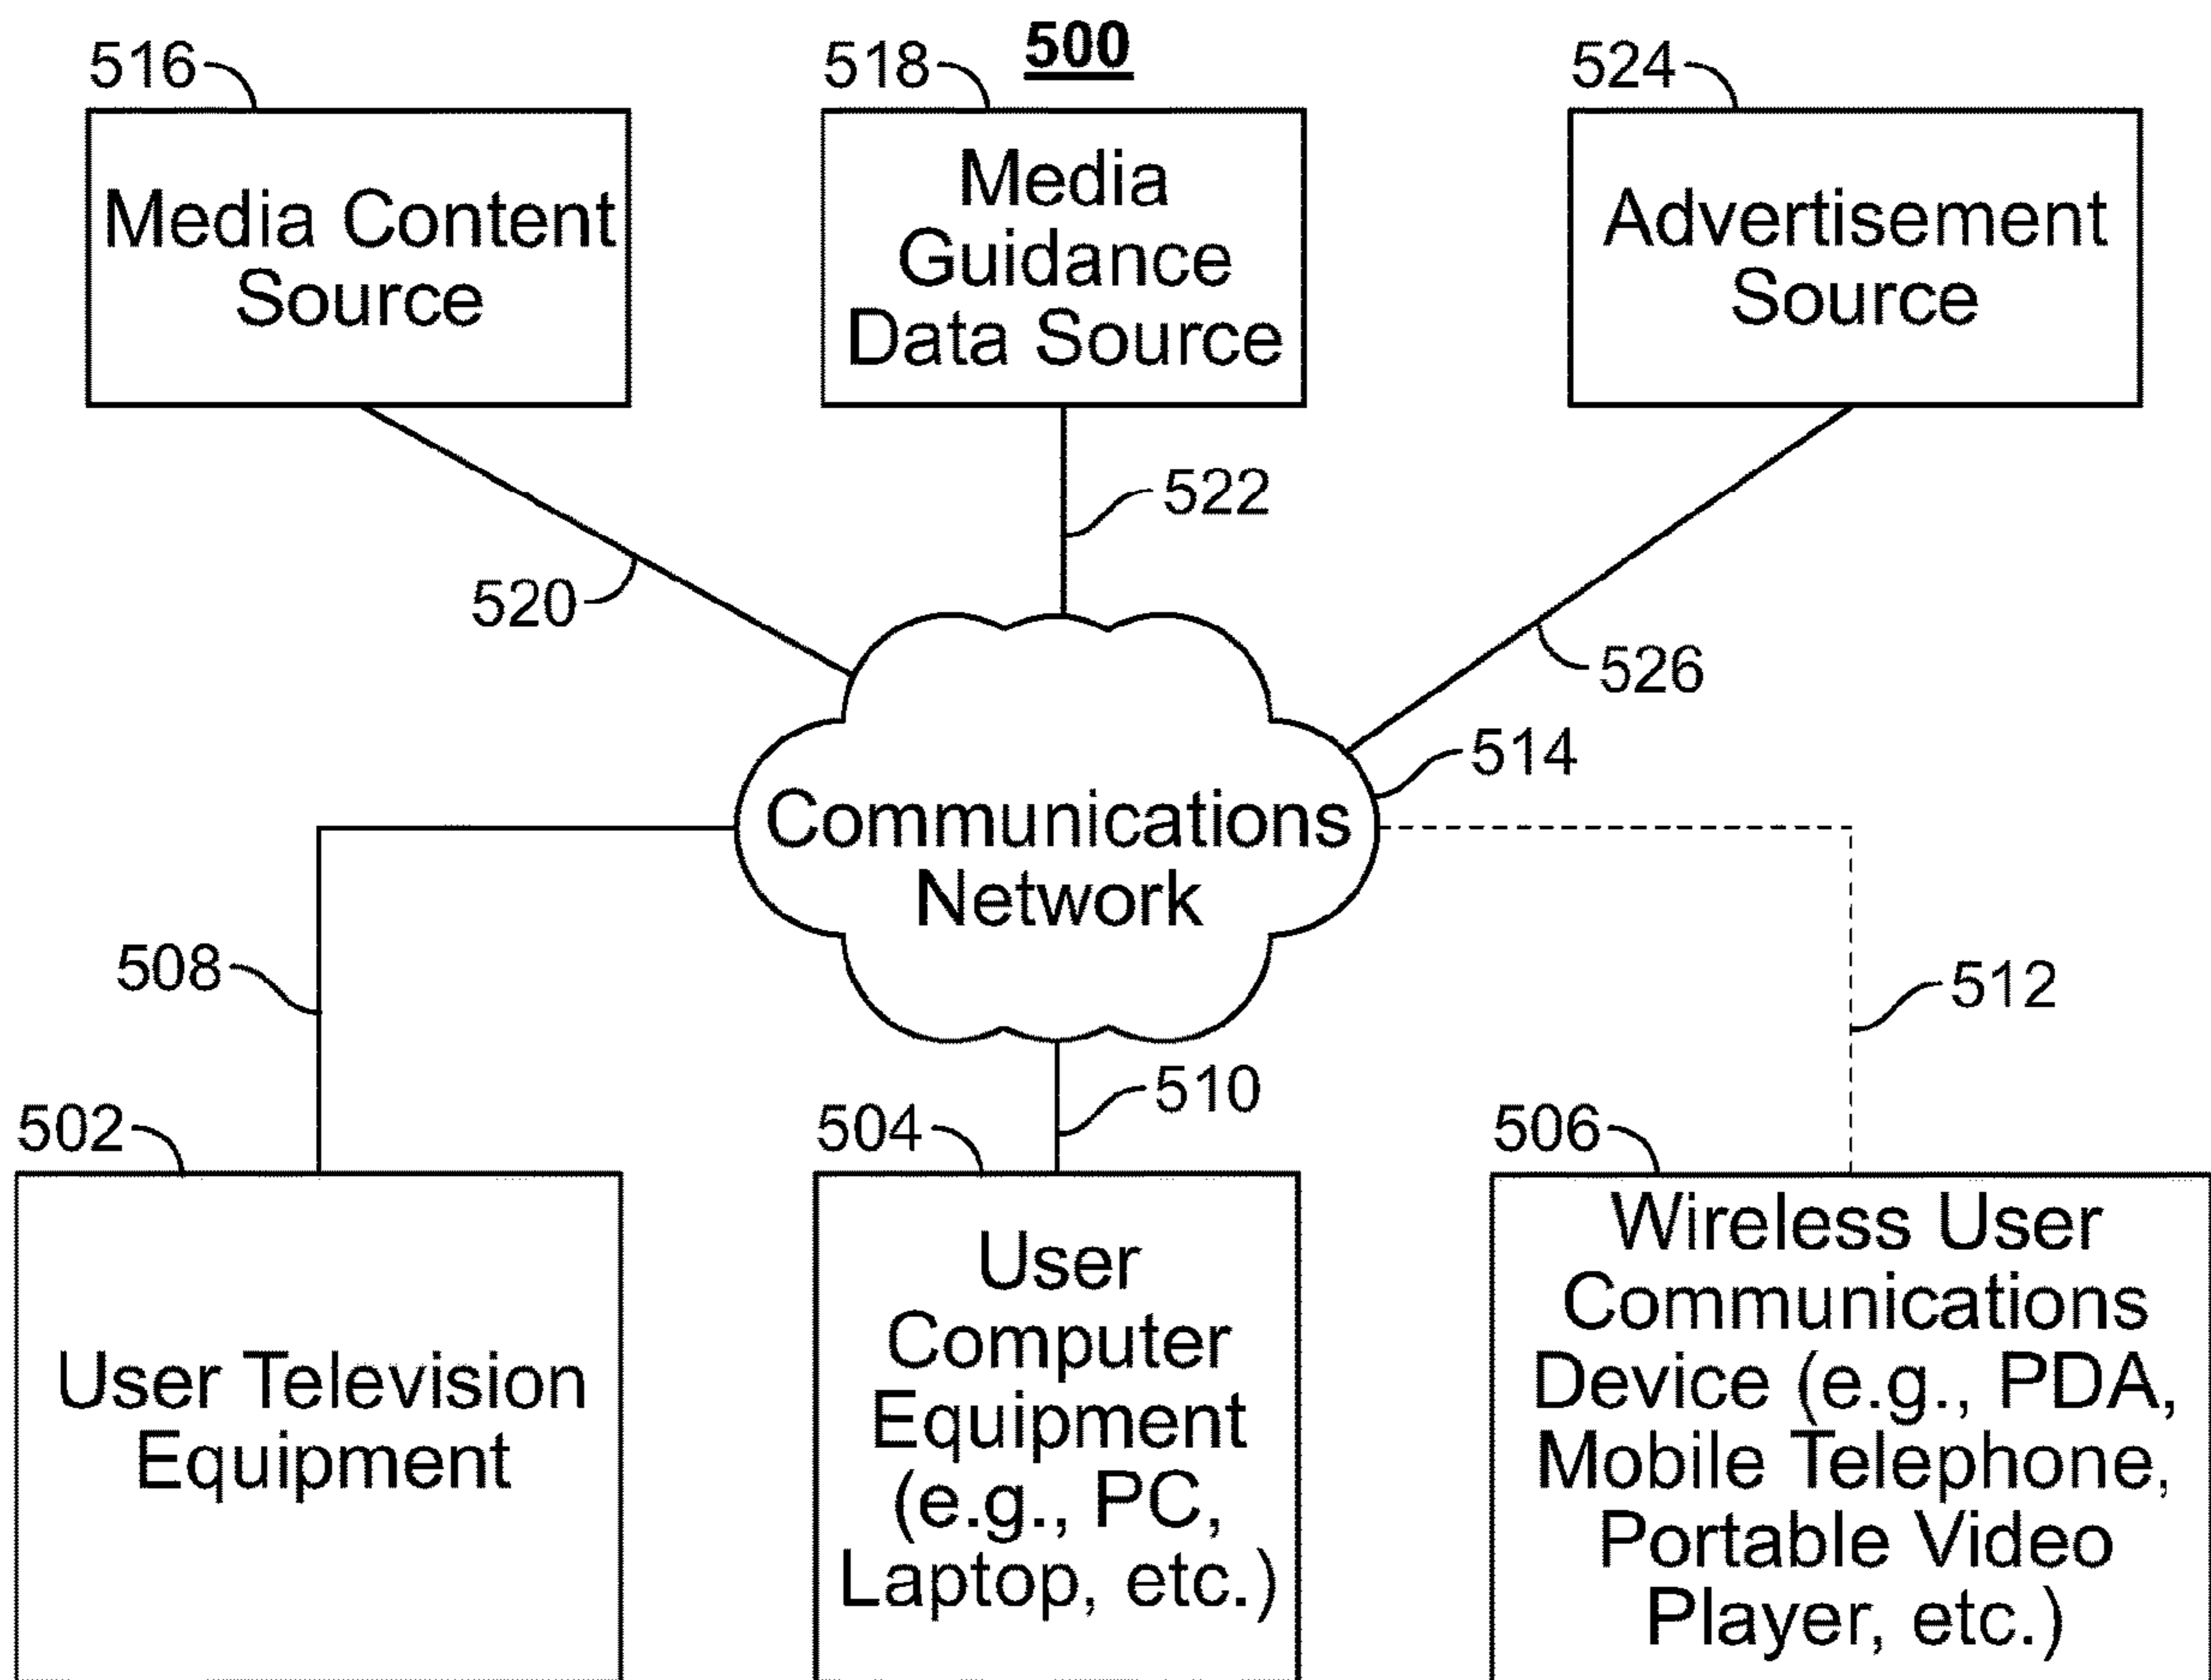 500
516
518
524
Media Content
Source
Media
Guidance
Data Source
Advertisement
Source
522
520
526
514
Communications
Network
508
512
510
502
504
506
User Television
Equipment
User
Computer
Equipment
(e.g., PC,
Laptop, etc.)
Wireless User
Communications
Device (e.g., PDA,
Mobile Telephone,
Portable Video
Player, etc.)